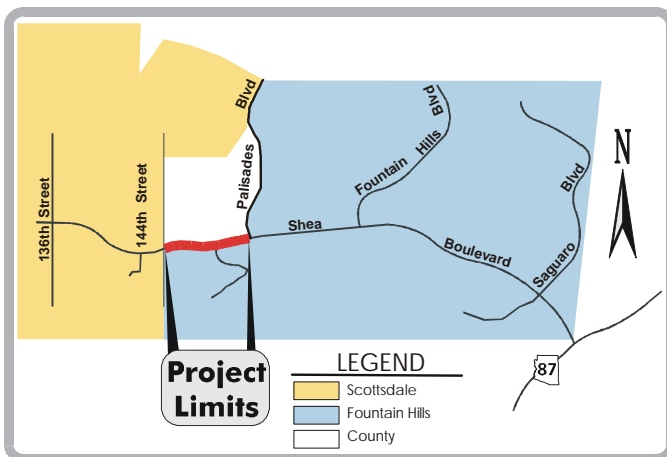 Blvd
Palisades
136th Street
144th Street
Shea
Boulevard
Fountain Hills Blvd
Saguaro Blvd
N
87
Project
Limits
LEGEND
Scottsdale
Fountain Hills
County